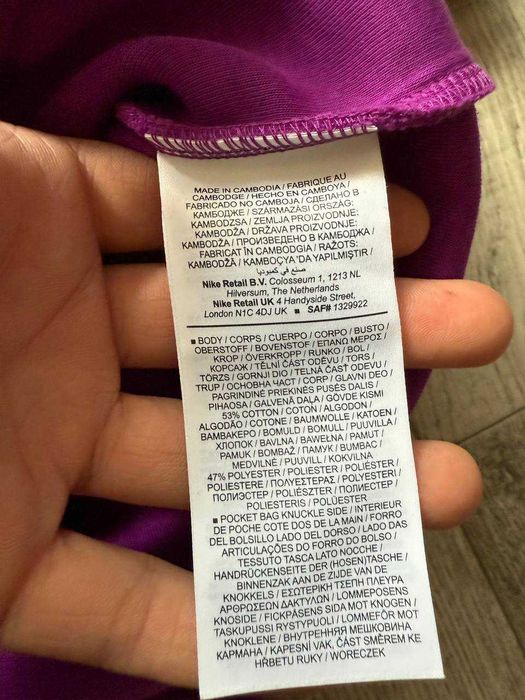 MADE IN CAMBODIA / FABRIQUE AU
CAMBODGE / HECHO EN CAMBOYA /
FABRICADO NO CAMBOJA / СДЕЛАНО В
КАМБОДЖЕ / SZÁRMAZÁSI ORSZÁG:
KAMBODZSA / ZEMLJA PROIZVODNJE:
KAMBODŽA / DRŽAVA PROIZVODNJE:
KAMBODŽA / ПРОИЗВЕДЕНО В КАМБОДЖА /
FABRICAT ÎN CAMBODGIA / RAŽOTS:
KAMBODŽĀ / KAMBOÇYA'DA YAPILMIŞTIR /
صنع في كمبوديا
Nike Retail B.V. Colosseum 1, 1213 NL
Hilversum, The Netherlands
Nike Retail UK 4 Handyside Street,
London N1C 4DJ UK ■ SAF# 1329922
■ BODY / CORPS / CUERPO / CORPO / BUSTO /
OBERSTOFF / BOVENSTOF / ΕΠΑΝΩ ΜΕΡΟΣ /
KROP / ÖVERKROPP / RUNKO / BOL /
КОРСАЖ / TĚLNÍ ČÁST ODĚVU / TORS /
TÖRZS / GORNJI DIO / TELNÁ ČASŤ ODEVU /
TRUP / ОСНОВНА ЧАСТ / CORP / GLAVNI DEO /
PAGRINDINĖ PRIEKINĖS PUSĖS DALIS /
PIHAOSA / GALVENĀ DAĻA / GÖVDE KISMI
53% COTTON / COTON / ALGODON /
ALGODÃO / COTONE / BAUMWOLLE / KATOEN /
ΒΑΜΒΑΚΕΡΟ / BOMULD / BOMULL / PUUVILLA /
ХЛОПОК / BAVLNA / BAWEŁNA / PAMUT /
PAMUK / BOMBAŽ / ПАМУК / BUMBAC /
MEDVILNĖ / PUUVILL / KOKVILNA
47% POLYESTER / POLIESTER / POLIÉSTER /
POLIESTERE / ΠΟΛΥΕΣΤΕΡΑΣ / POLYESTERI /
ПОЛИЭСТЕР / POLIÉSZTER / ПОЛИЕСТЕР /
POLIESTERIS / POLÜESTER
■ POCKET BAG KNUCKLE SIDE / INTERIEUR
DE POCHE COTE DOS DE LA MAIN / FORRO
DEL BOLSILLO LADO DEL DORSO / LADO DAS
ARTICULAÇÕES DO FORRO DO BOLSO /
TESSUTO TASCA LATO NOCCHE /
HANDRÜCKENSEITE DER (HOSEN)TASCHE /
BINNENZAK AAN DE ZIJDE VAN DE
KNOKKELS / ΕΣΩΤΕΡΙΚΗ ΤΣΕΠΗ ΠΛΕΥΡΑ
ΑΡΘΡΩΣΕΩΝ ΔΑΚΤΥΛΩΝ / LOMMEPOSENS
KNOSIDE / FICKPÅSENS SIDA MOT KNOGEN /
TASKUPUSSI RYSTYPUOLI / LOMMEFÔR MOT
KNOKLENE / ВНУТРЕННЯЯ МЕШКОВИНА
КАРМАНА / KAPESNÍ VAK, ČÁST SMĚREM KE
HŘBETU RUKY / WORECZEK